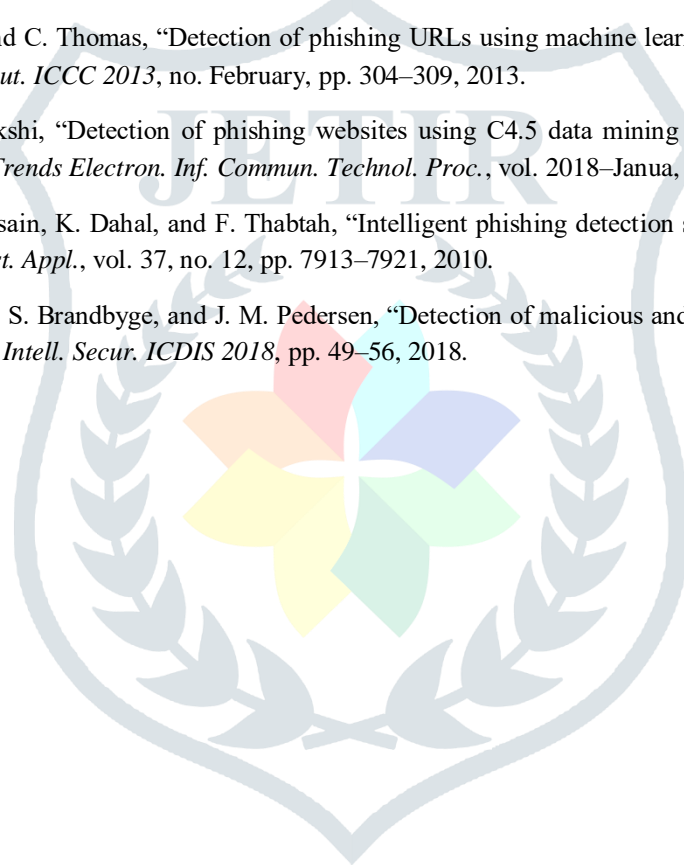 nd C. Thomas, “Detection of phishing URLs using machine lear
ut. ICCC 2013, no. February, pp. 304–309, 2013.
JETIR
kshi, “Detection of phishing websites using C4.5 data mining
Trends Electron. Inf. Commun. Technol. Proc., vol. 2018–Janua,
sain, K. Dahal, and F. Thabtah, “Intelligent phishing detection s
t. Appl., vol. 37, no. 12, pp. 7913–7921, 2010.
S. Brandbyge, and J. M. Pedersen, “Detection of malicious and
Intell. Secur. ICDIS 2018, pp. 49–56, 2018.